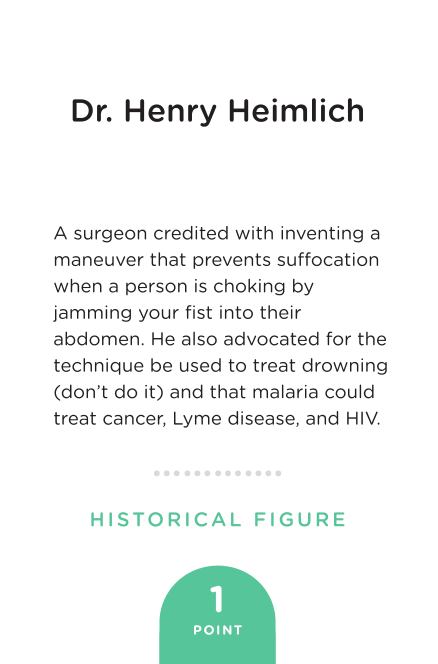 Dr. Henry Heimlich
A surgeon credited with inventing a
maneuver that prevents suffocation
when a person is choking by
jamming your fist into their
abdomen. He also advocated for the
technique be used to treat drowning
(don't do it) and that malaria could
treat cancer, Lyme disease, and HIV.
HISTORICAL FIGURE
1
POINT